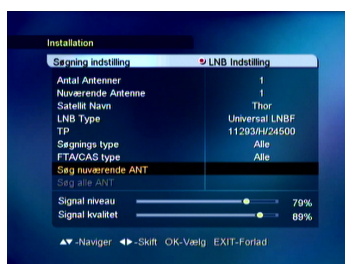 Installation
Søgning indstilling LNB Indstilling
Antal Antenner 1
Nuværende Antenne 1
Satellit Navn Thor
LNB Type Universal LNBF
TP 11293/H/24500
Søgnings type Alle
FTA/CAS type Alle
Søg nuværende ANT
Søg alle ANT
Signal niveau 79%
Signal kvalitet 89%
▲▼-Naviger ◀▶-Skift OK-Vælg EXIT-Forlad